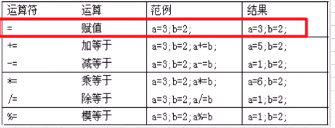 运算符 运算 范例 结果
= 赋值 a=3;b=2; a=3;b=2;
+= 加等于 a=3;b=2;a+=b; a=5;b=2;
-= 减等于 a=3;b=2;a-=b; a=1;b=2;
*= 乘等于 a=3;b=2;a*=b; a=6;b=2;
/= 除等于 a=3;b=2;a/=b a=1;b=2;
%= 模等于 a=3;b=2;a%=b a=1;b=2;